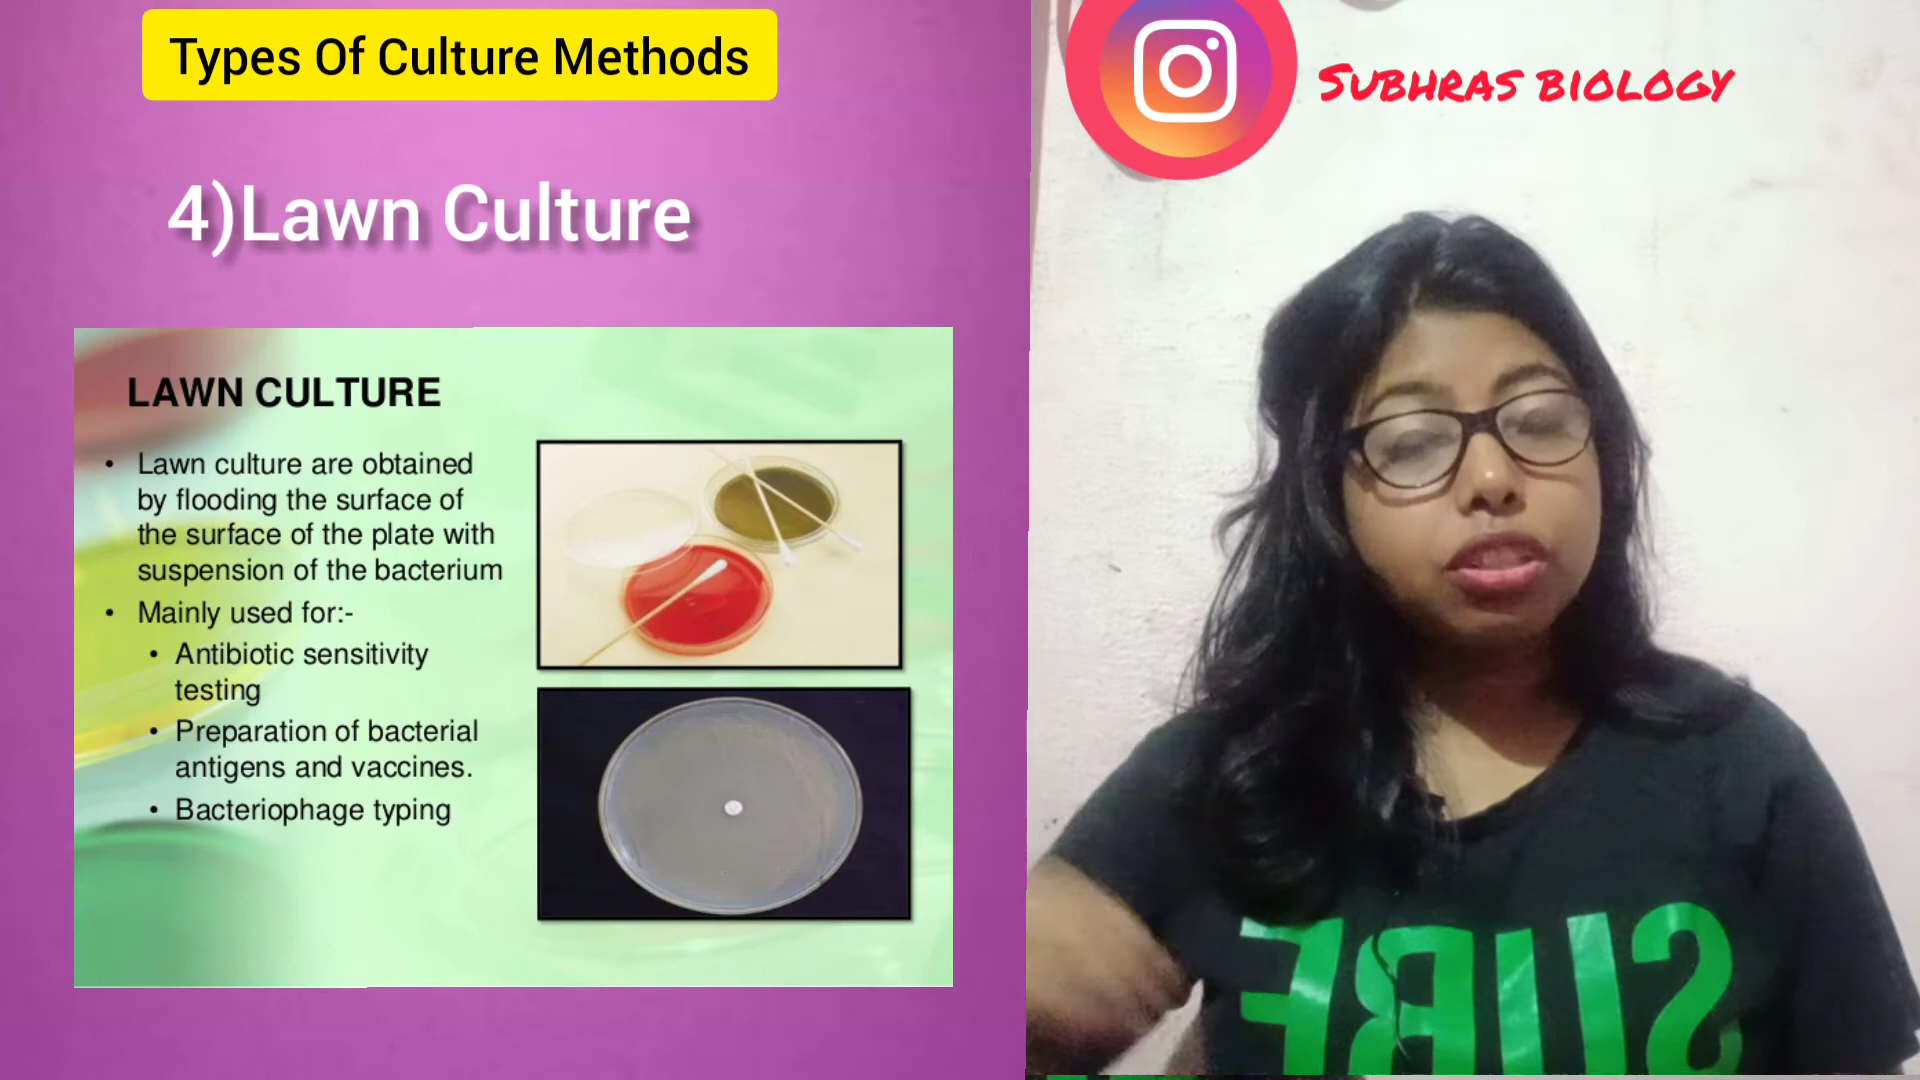 Types Of Culture Methods
SUBHRAS BIOLOGY
4)Lawn Culture
LAWN CULTURE
• Lawn culture are obtained
by flooding the surface of
the surface of the plate with
suspension of the bacterium
• Mainly used for:-
• Antibiotic sensitivity
testing
• Preparation of bacterial
antigens and vaccines.
• Bacteriophage typing